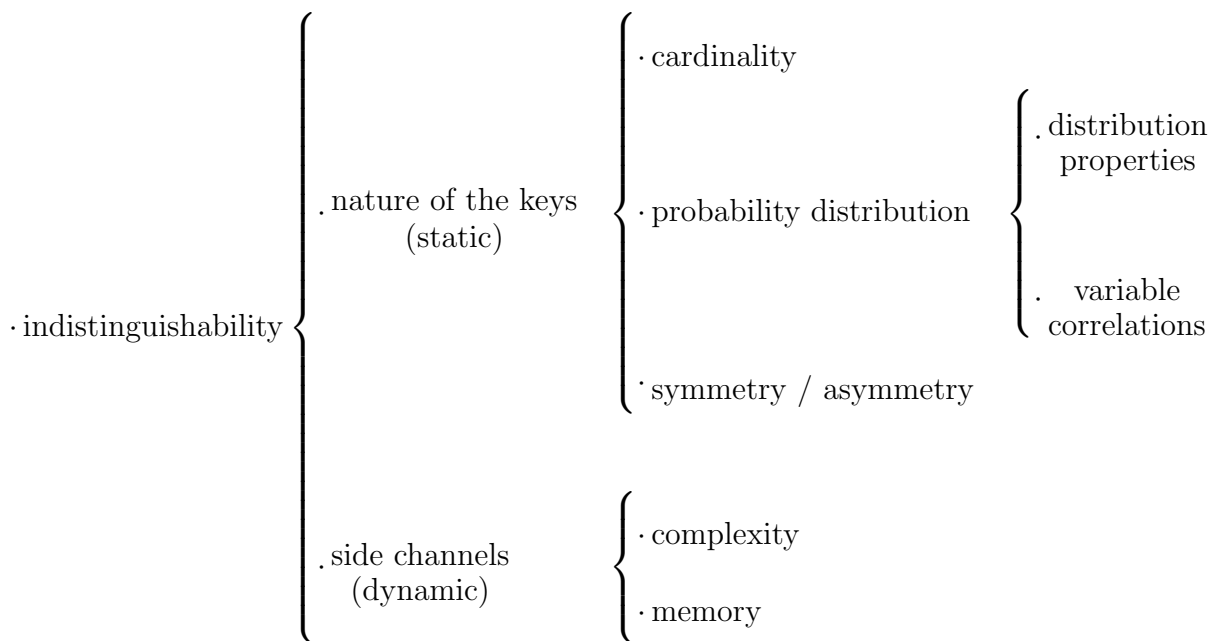 · cardinality
· distribution
properties
· nature of the keys
(static)
· probability distribution
· variable
correlations
· indistinguishability
· symmetry / asymmetry
· side channels
(dynamic)
· complexity
· memory